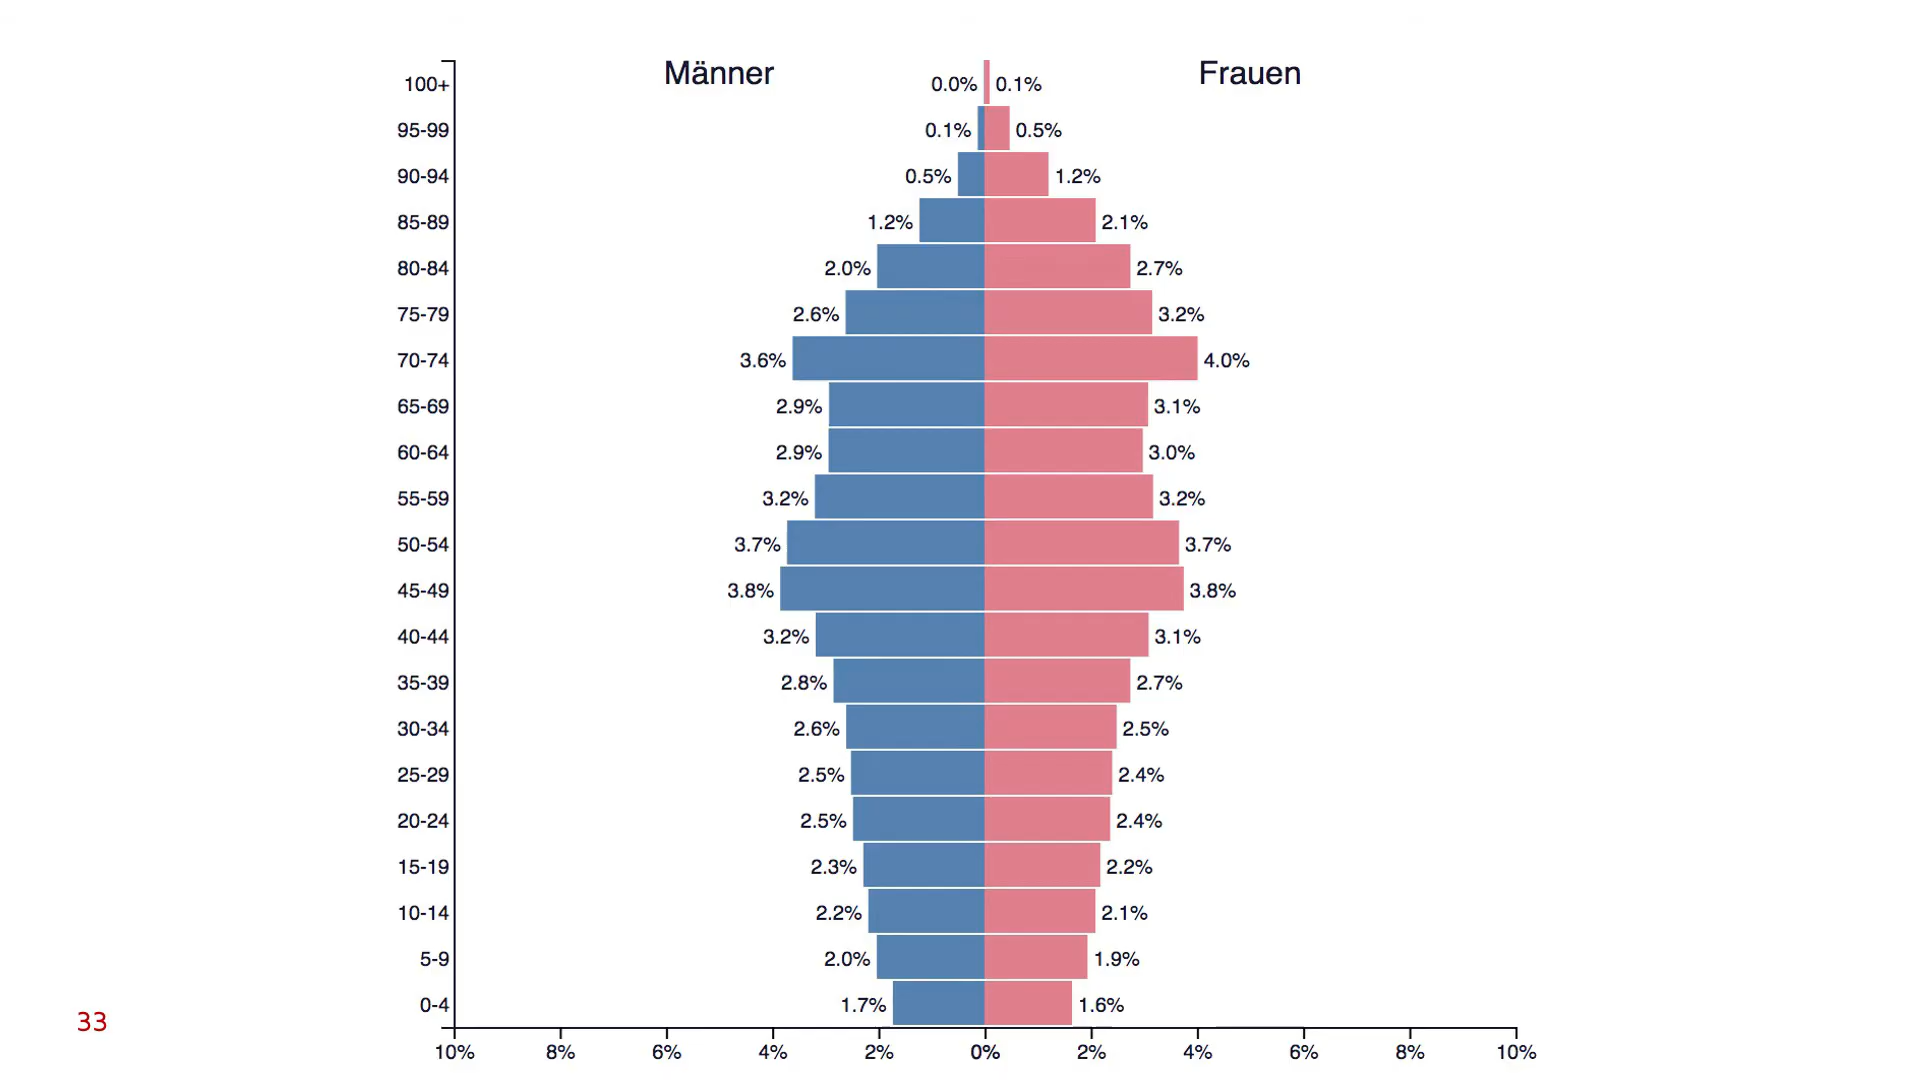 Männer Frauen
100+ 0.0% 0.1%
95-99 0.1% 0.5%
90-94 0.5% 1.2%
85-89 1.2% 2.1%
80-84 2.0% 2.7%
75-79 2.6% 3.2%
70-74 3.6% 4.0%
65-69 2.9% 3.1%
60-64 2.9% 3.0%
55-59 3.2% 3.2%
50-54 3.7% 3.7%
45-49 3.8% 3.8%
40-44 3.2% 3.1%
35-39 2.8% 2.7%
30-34 2.6% 2.5%
25-29 2.5% 2.4%
20-24 2.5% 2.4%
15-19 2.3% 2.2%
10-14 2.2% 2.1%
5-9 2.0% 1.9%
0-4 1.7% 1.6%
33
10% 8% 6% 4% 2% 0% 2% 4% 6% 8% 10%